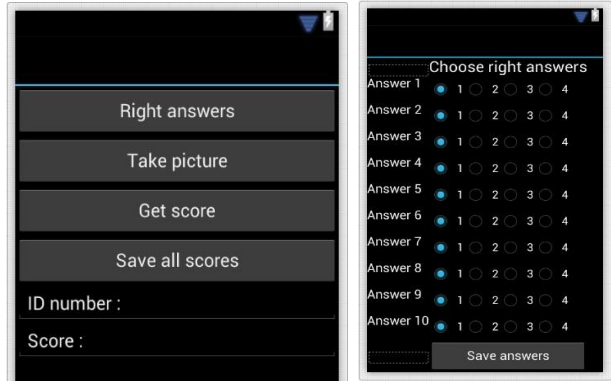 Right answers
Take picture
Get score
Save all scores
ID number :
Score :
Choose right answers
Answer 1 1 2 3 4
Answer 2 1 2 3 4
Answer 3 1 2 3 4
Answer 4 1 2 3 4
Answer 5 1 2 3 4
Answer 6 1 2 3 4
Answer 7 1 2 3 4
Answer 8 1 2 3 4
Answer 9 1 2 3 4
Answer 10 1 2 3 4
Save answers